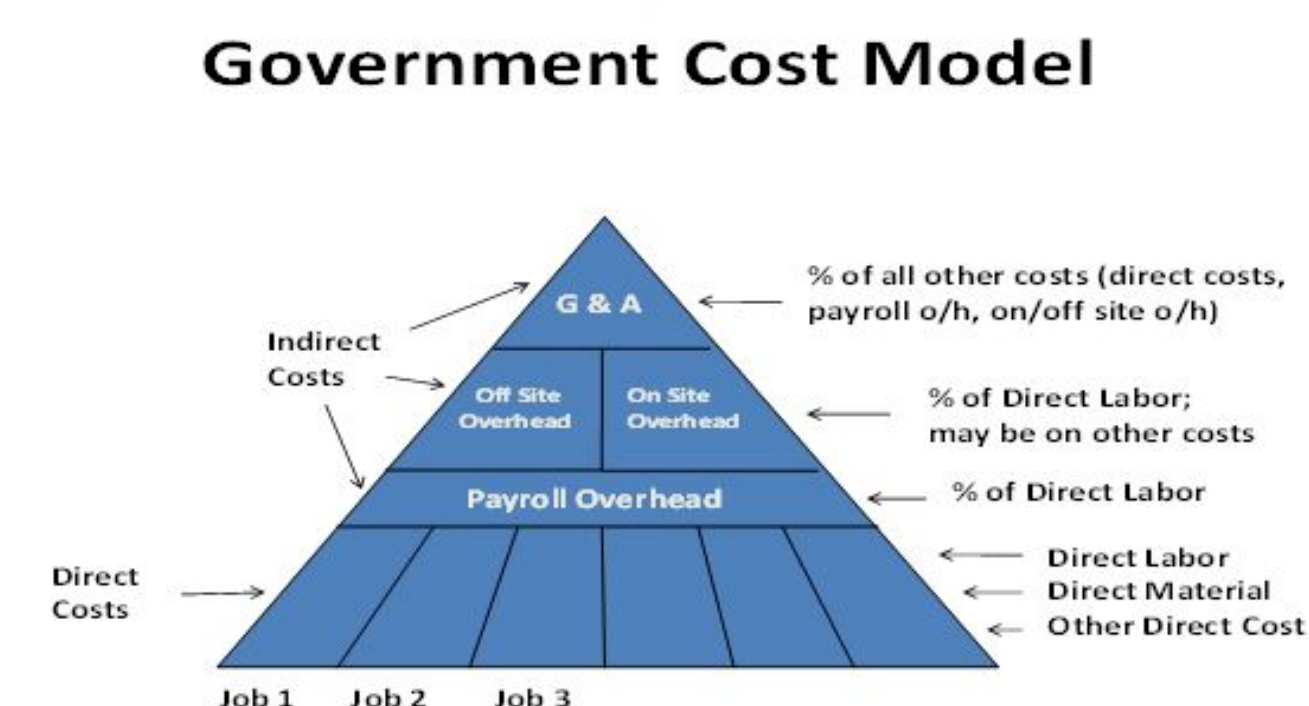 Government Cost Model
G & A
% of all other costs (direct costs,
payroll o/h, on/off site o/h)
Indirect
Costs
Off Site
Overhead
On Site
Overhead
% of Direct Labor;
may be on other costs
Payroll Overhead
% of Direct Labor
Direct
Costs
Direct Labor
Direct Material
Other Direct Cost
Job 1
Job 2
Job 3